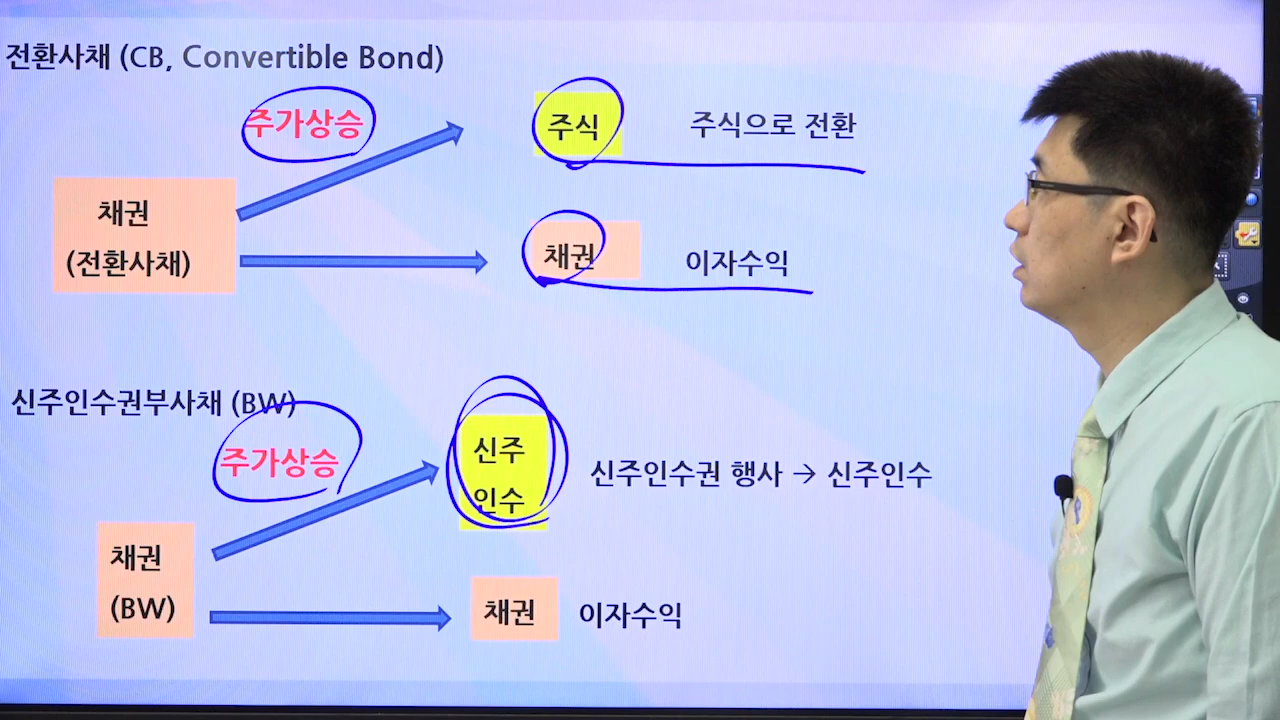 전환사채 (CB, Convertible Bond)
주가상승
주식
주식으로 전환
채권
(전환사채)
채권
이자수익
신주인수권부사채 (BW)
주가상승
신주
인수
신주인수권 행사 → 신주인수
채권
(BW)
채권
이자수익